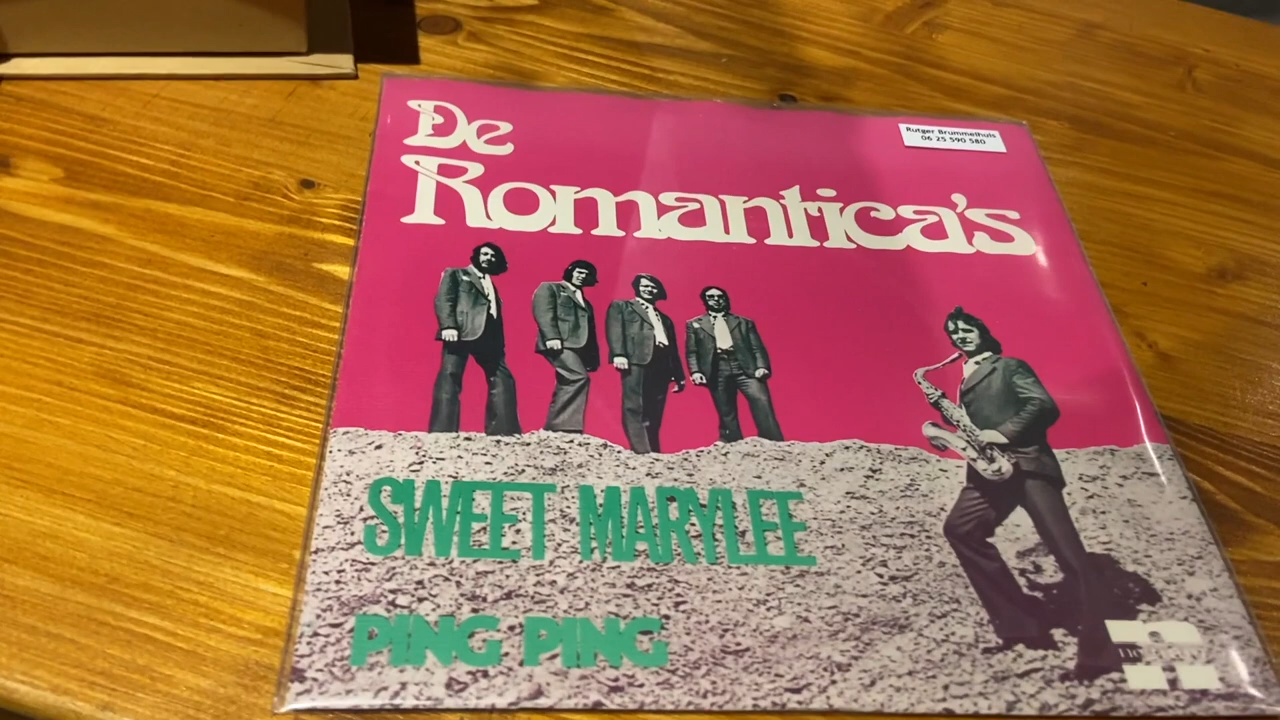 De
Romantica's
Rutger Brummelhuis
06 25 590 580
SWEET MARYLEE
PING PING